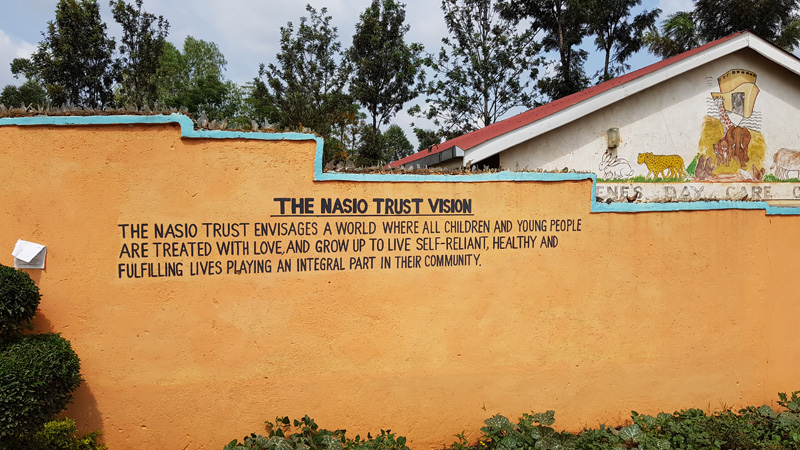 THE NASIO TRUST VISION
THE NASIO TRUST ENVISAGES A WORLD WHERE ALL CHILDREN AND YOUNG PEOPLE
ARE TREATED WITH LOVE, AND GROW UP TO LIVE SELF-RELIANT, HEALTHY AND
FULFILLING LIVES PLAYING AN INTEGRAL PART IN THEIR COMMUNITY.
DAY CARE